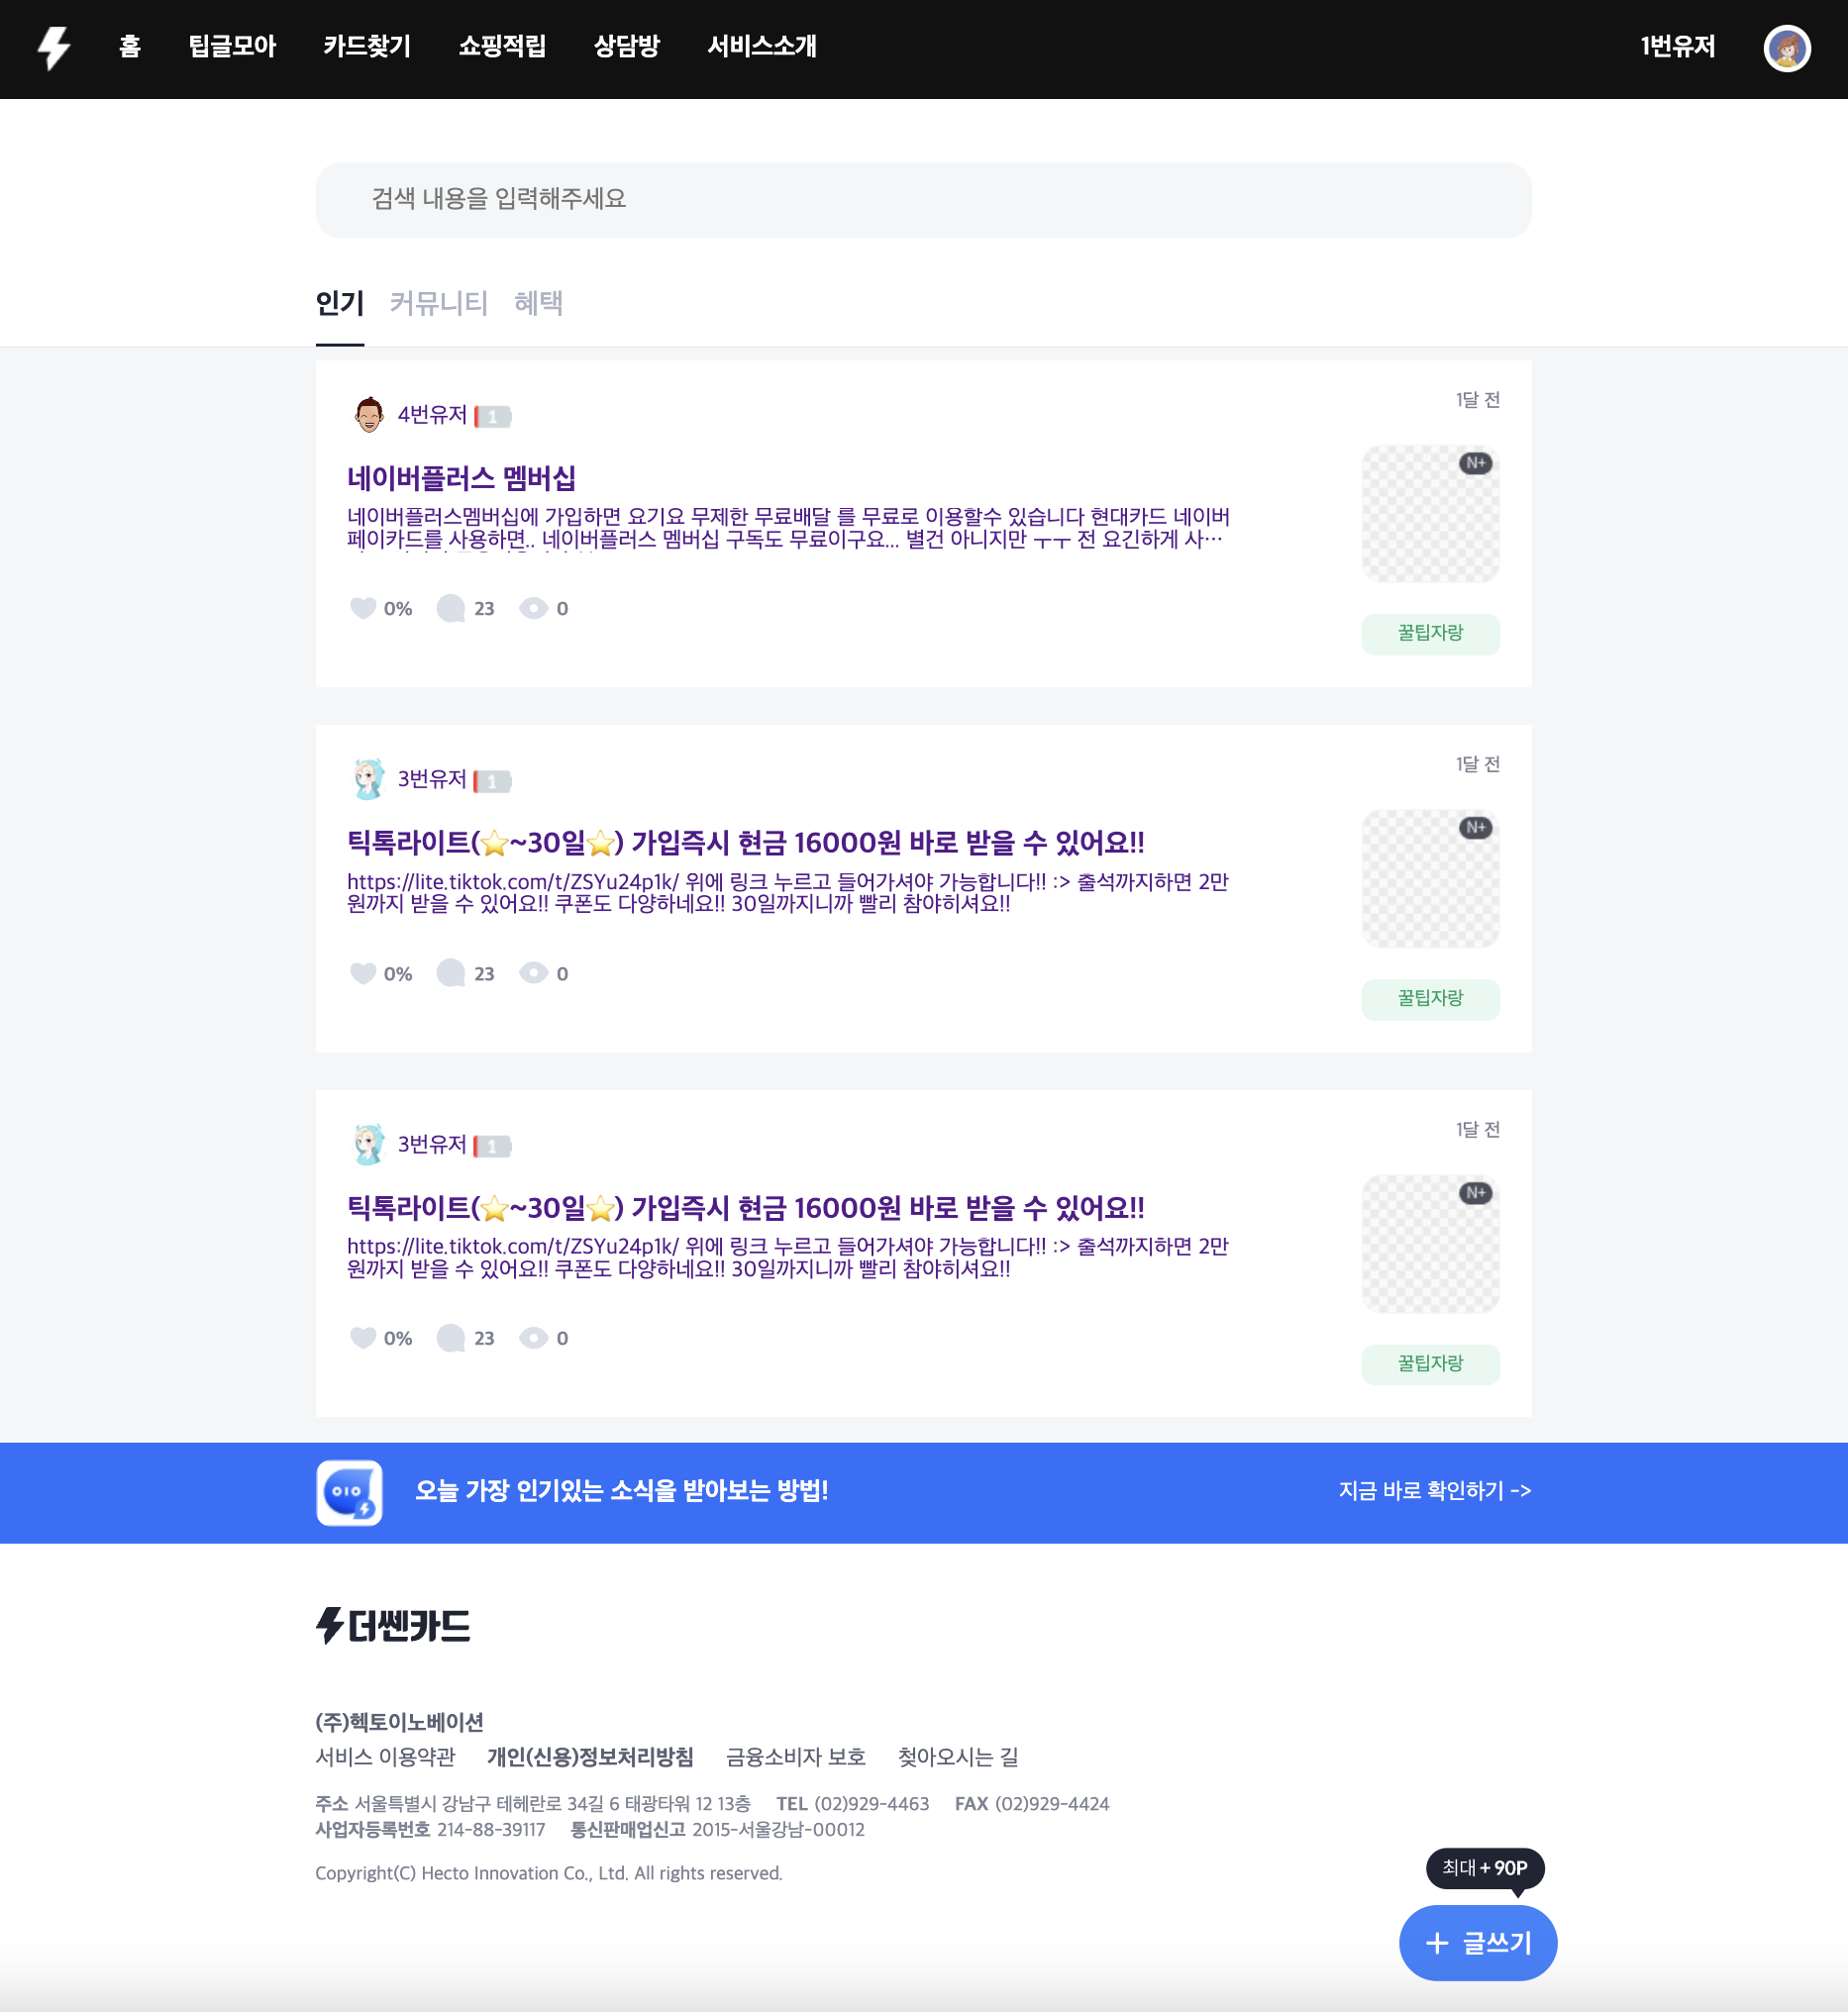 홈 팁글모아 카드찾기 쇼핑적립 상담방 서비스소개 1번유저
검색 내용을 입력해주세요
인기 커뮤니티 혜택
4번유저 1
1달 전
N+
네이버플러스 멤버십
네이버플러스멤버십에 가입하면 요기요 무제한 무료배달 를 무료로 이용할수 있습니다 현대카드 네이버
페이카드를 사용하면.. 네이버플러스 멤버십 구독도 무료이구요... 별건 아니지만 ㅜㅜ 전 요긴하게 사…
0% 23 0
꿀팁자랑
3번유저 1
1달 전
N+
틱톡라이트(⭐~30일⭐) 가입즉시 현금 16000원 바로 받을 수 있어요!!
https://lite.tiktok.com/t/ZSYu24p1k/ 위에 링크 누르고 들어가셔야 가능합니다!! :> 출석까지하면 2만
원까지 받을 수 있어요!! 쿠폰도 다양하네요!! 30일까지니까 빨리 참야히셔요!!
0% 23 0
꿀팁자랑
3번유저 1
1달 전
N+
틱톡라이트(⭐~30일⭐) 가입즉시 현금 16000원 바로 받을 수 있어요!!
https://lite.tiktok.com/t/ZSYu24p1k/ 위에 링크 누르고 들어가셔야 가능합니다!! :> 출석까지하면 2만
원까지 받을 수 있어요!! 쿠폰도 다양하네요!! 30일까지니까 빨리 참야히셔요!!
0% 23 0
꿀팁자랑
오늘 가장 인기있는 소식을 받아보는 방법! 지금 바로 확인하기 ->
더쎈카드
(주)헥토이노베이션
서비스 이용약관 개인(신용)정보처리방침 금융소비자 보호 찾아오시는 길
주소 서울특별시 강남구 테헤란로 34길 6 태광타워 12 13층 TEL (02)929-4463 FAX (02)929-4424
사업자등록번호 214-88-39117 통신판매업신고 2015-서울강남-00012
Copyright(C) Hecto Innovation Co., Ltd. All rights reserved.
최대 + 90P
+ 글쓰기